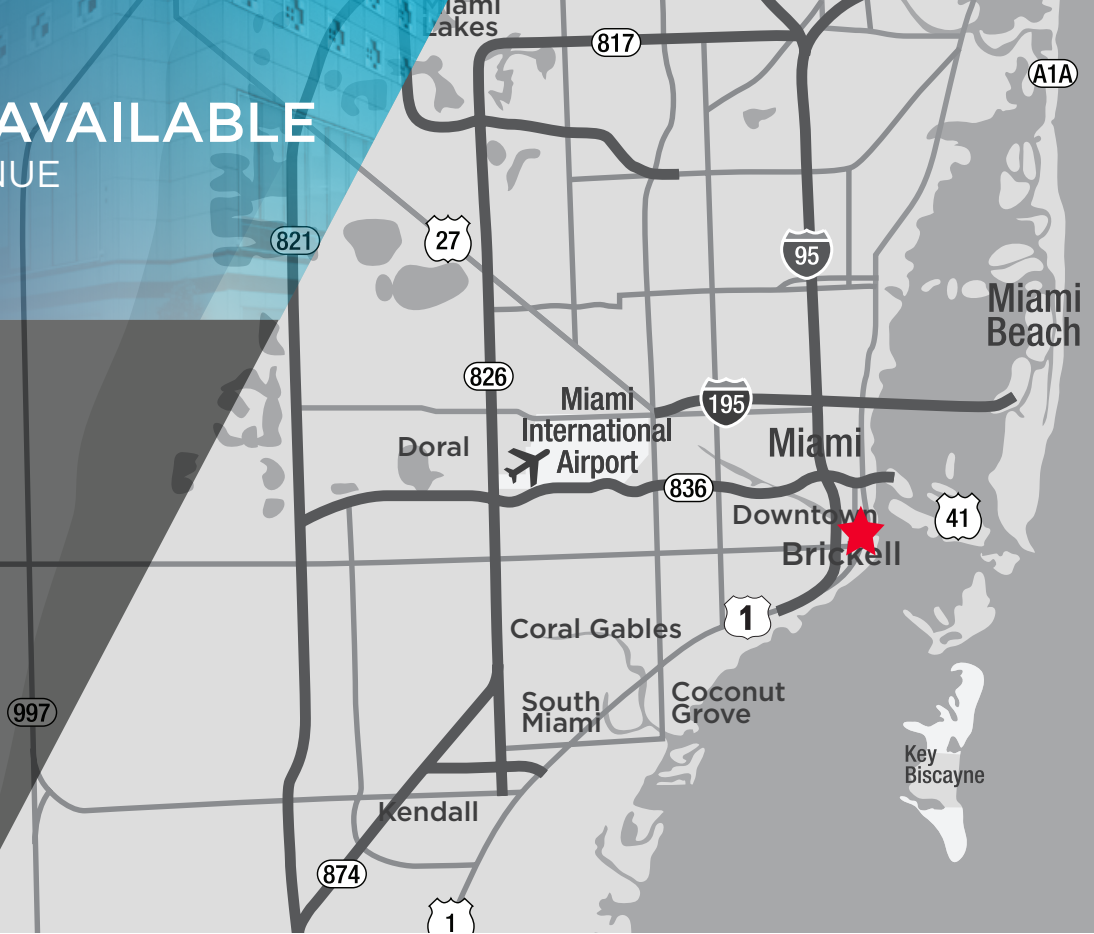 Miami
Lakes
817
A1A
AVAILABLE
NUE
821
27
95
Miami
Beach
826
Miami
International
Airport
195
Doral
Miami
836
Downtown
41
Brickell
1
Coral Gables
South
Miami
Coconut
Grove
997
Key
Biscayne
Kendall
874
1